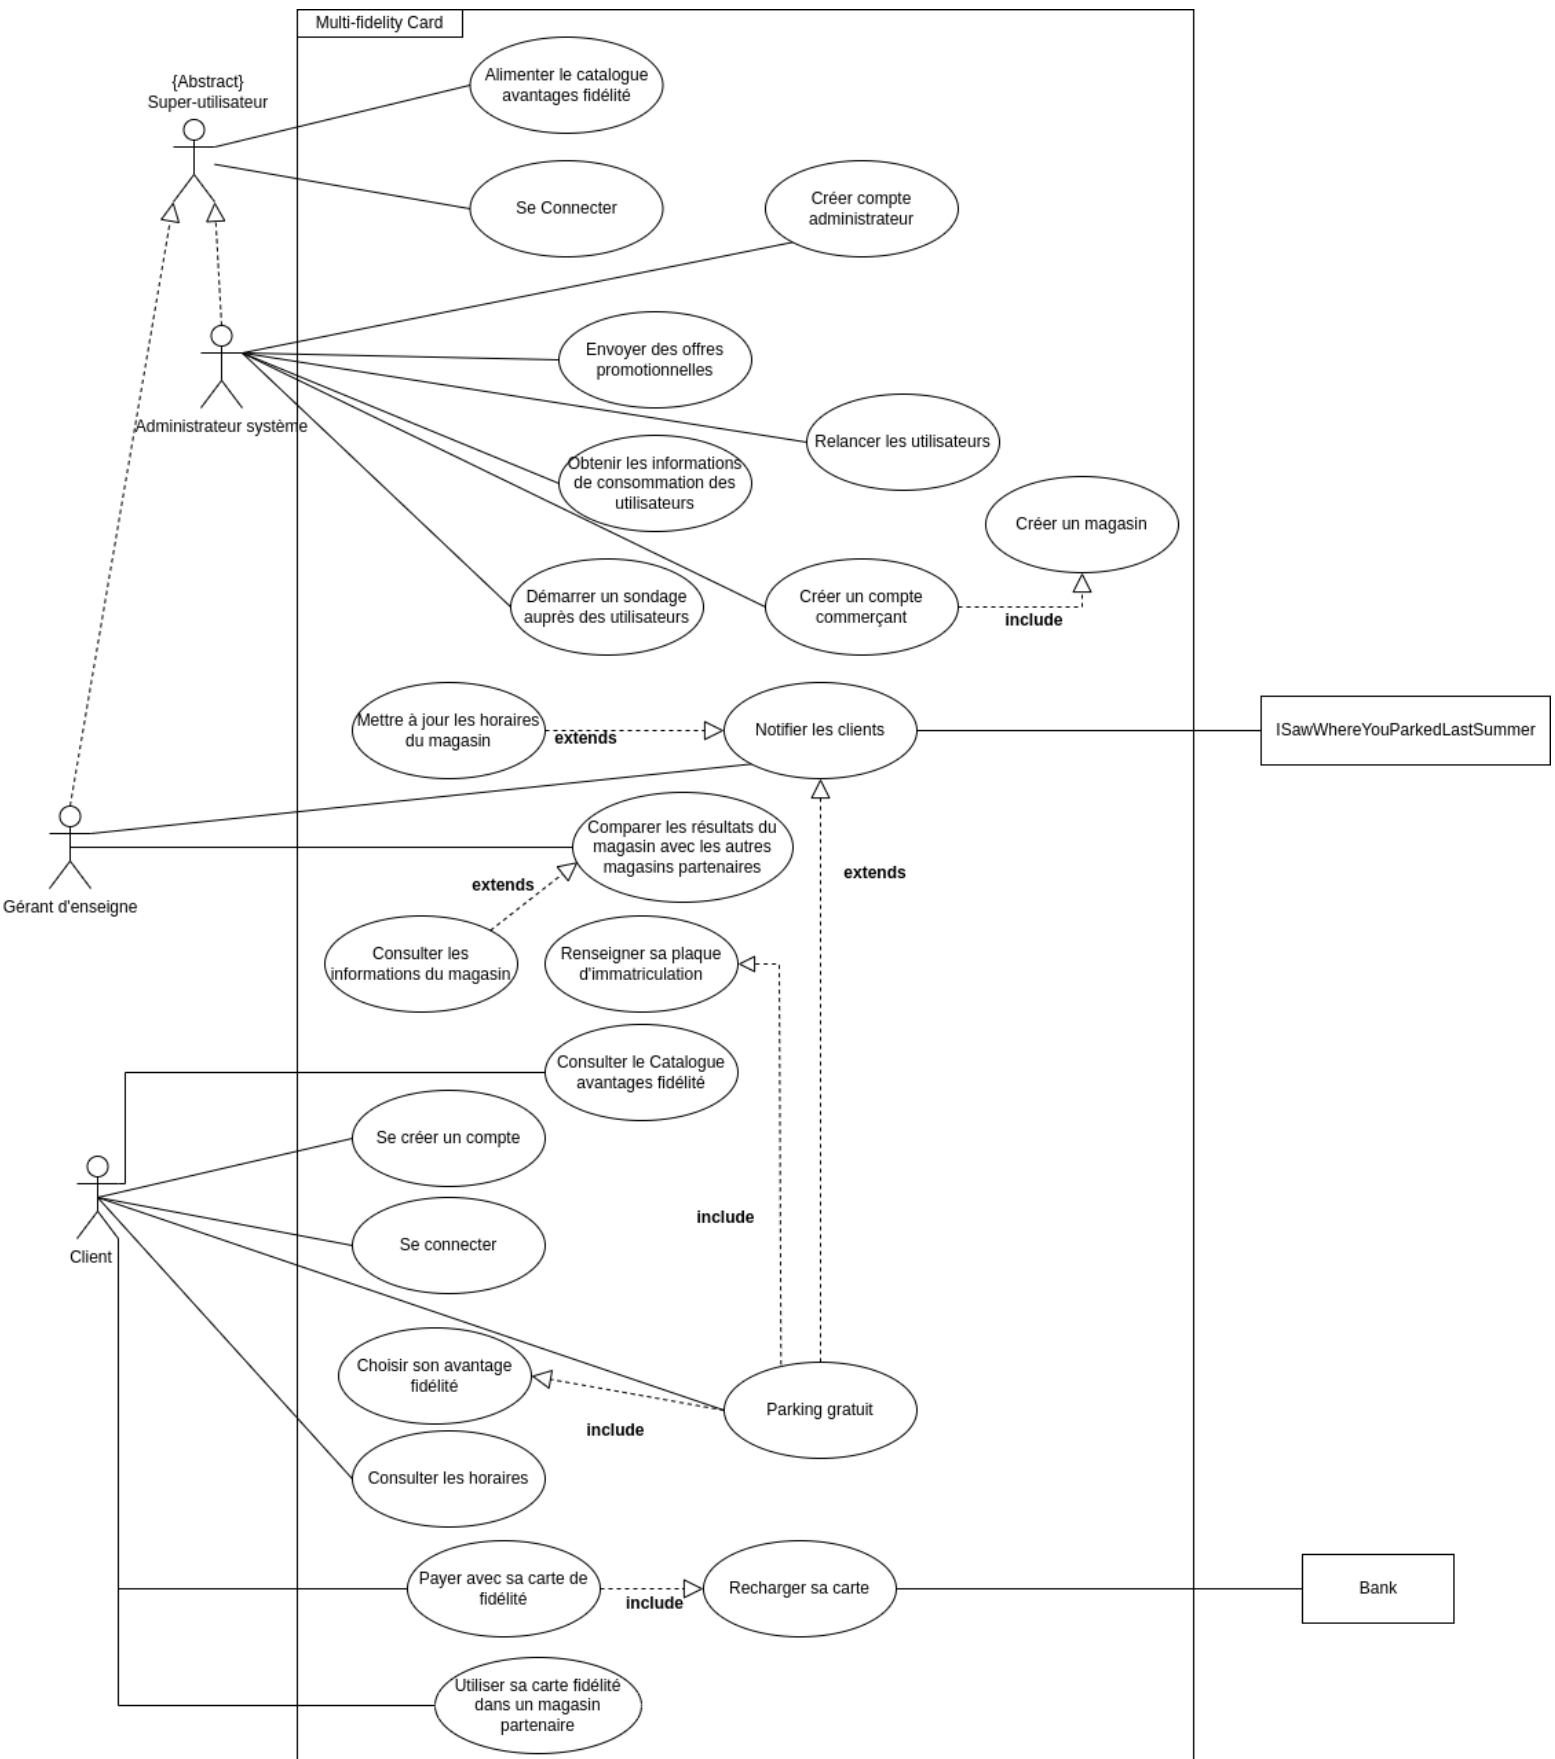 Multi-fidelity Card
{Abstract}
Super-utilisateur
Alimenter le catalogue
avantages fidélité
Se Connecter
Créer compte
administrateur
Administrateur système
Envoyer des offres
promotionnelles
Relancer les utilisateurs
Obtenir les informations
de consommation des
utilisateurs
Créer un magasin
Démarrer un sondage
auprès des utilisateurs
Créer un compte
commerçant
include
Mettre à jour les horaires
du magasin
extends
Notifier les clients
ISawWhereYouParkedLastSummer
Gérant d'enseigne
Comparer les résultats du
magasin avec les autres
magasins partenaires
extends
extends
Consulter les
informations du magasin
Renseigner sa plaque
d'immatriculation
Consulter le Catalogue
avantages fidélité
Se créer un compte
Client
Se connecter
include
Choisir son avantage
fidélité
include
Parking gratuit
Consulter les horaires
Payer avec sa carte de
fidélité
include
Recharger sa carte
Bank
Utiliser sa carte fidélité
dans un magasin
partenaire